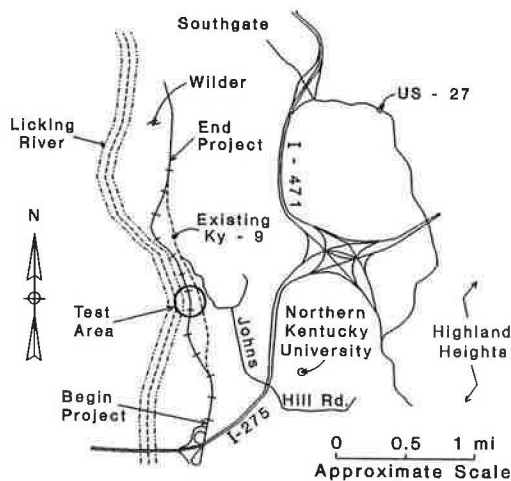 Southgate
Wilder
US - 27
Licking
River
End
Project
I - 471
N
Existing
Ky - 9
Test
Area
Johns
Northern
Kentucky
University
Highland
Heights
Begin
Project
Hill Rd.
I-275
0 0.5 1 mi
Approximate Scale